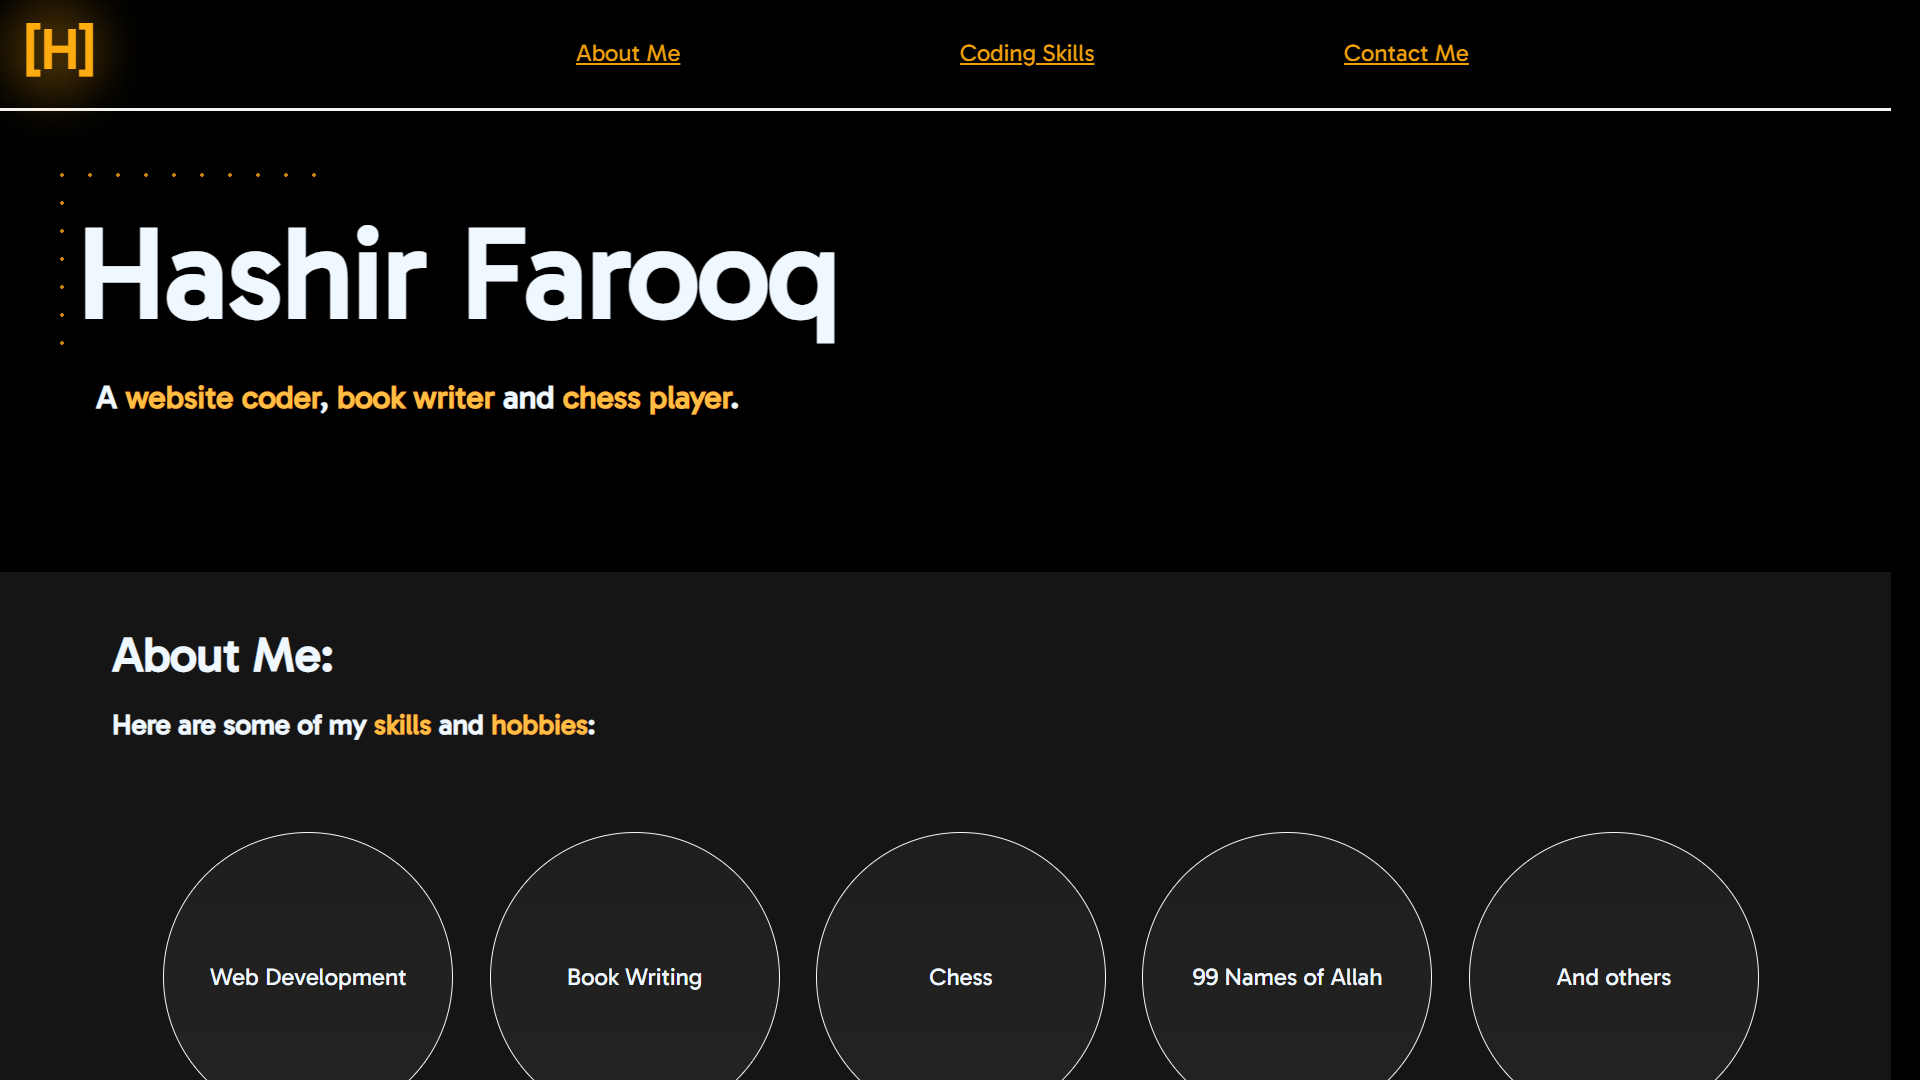 [H]
About Me
Coding Skills
Contact Me
Hashir Farooq
A website coder, book writer and chess player.
About Me:
Here are some of my skills and hobbies:
Web Development
Book Writing
Chess
99 Names of Allah
And others